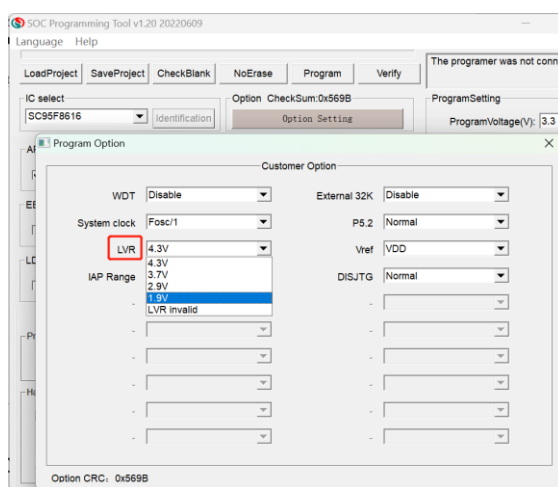 SOC Programming Tool v1.20 20220609
Language Help
LoadProject SaveProject CheckBlank NoErase Program Verify
The programer was not conn
IC select
SC95F8616 Identification
Option CheckSum:0x569B
Option Setting
ProgramSetting
ProgramVoltage(V): 3.3
Program Option
Customer Option
WDT Disable External 32K Disable
System clock Fosc/1 P5.2 Normal
LVR 4.3V Vref VDD
4.3V
3.7V
IAP Range DISJTG Normal
2.9V
1.9V
LVR invalid
Option CRC: 0x569B